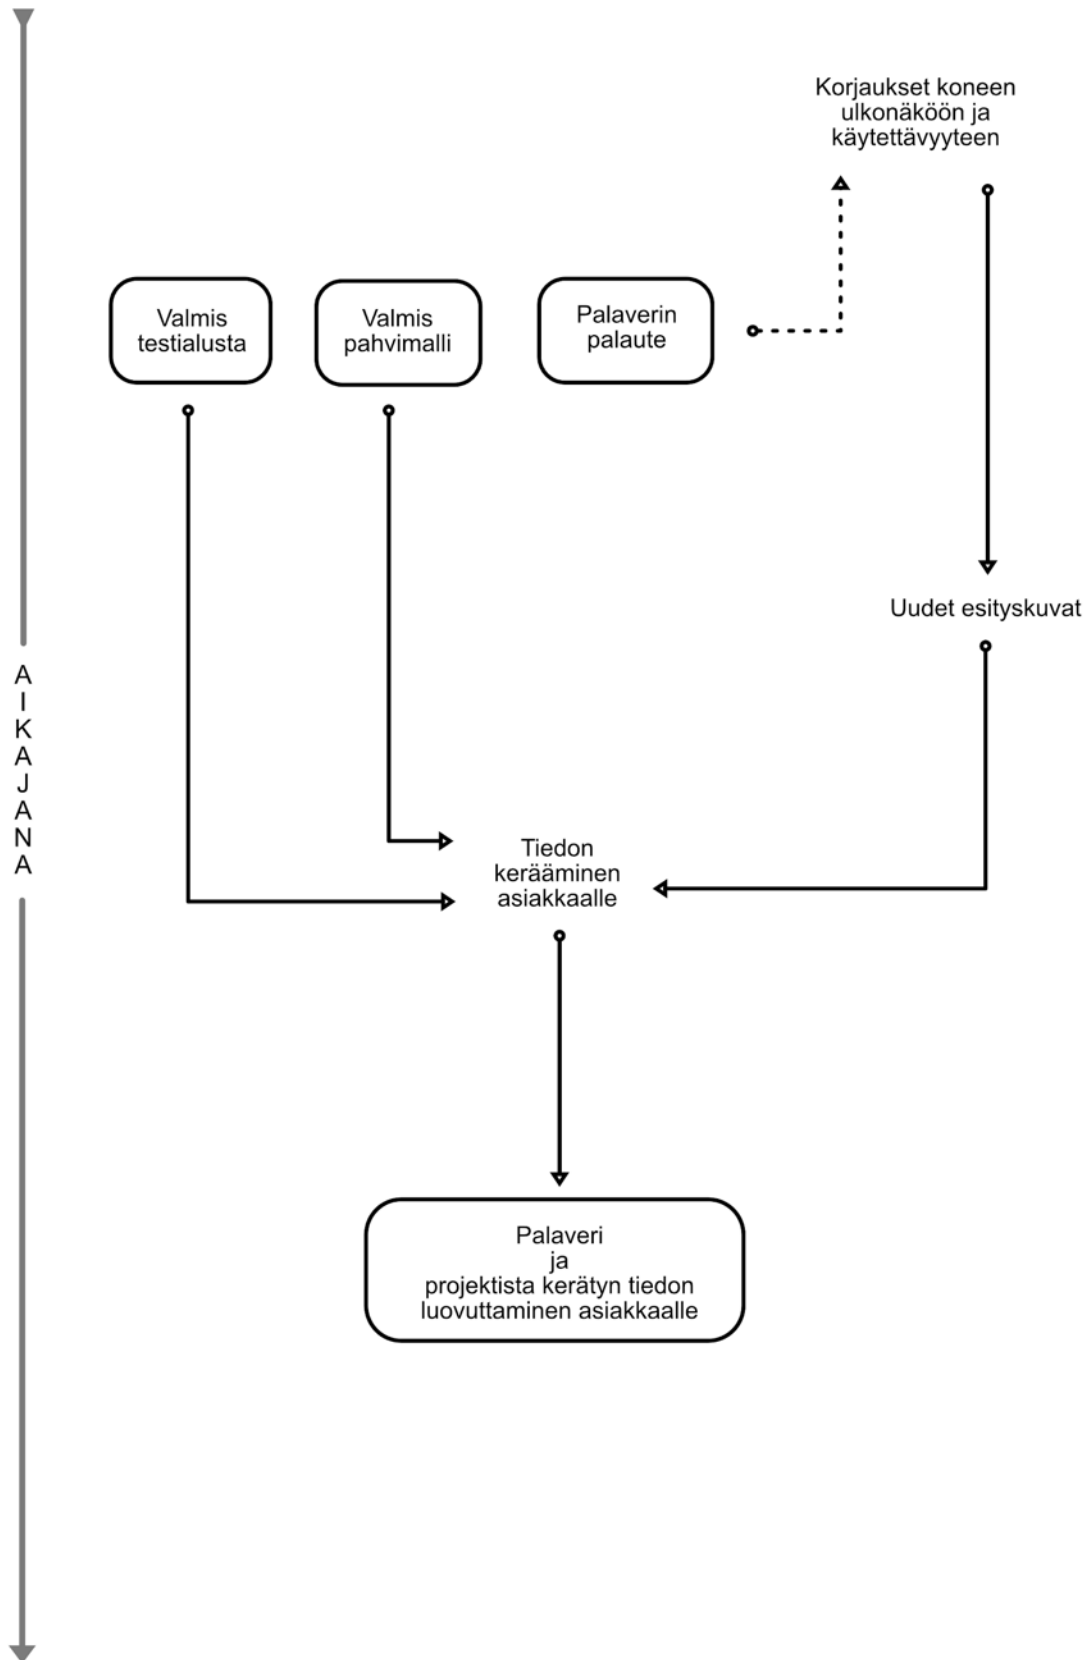 Korjaukset koneen
ulkonäköön ja
käytettävyyteen
Valmis
testialusta
Valmis
pahvimalli
Palaverin
palaute
Uudet esityskuvat
AIKAJANA
Tiedon
kerääminen
asiakkaalle
Palaveri
ja
projektista kerätyn tiedon
luovuttaminen asiakkaalle